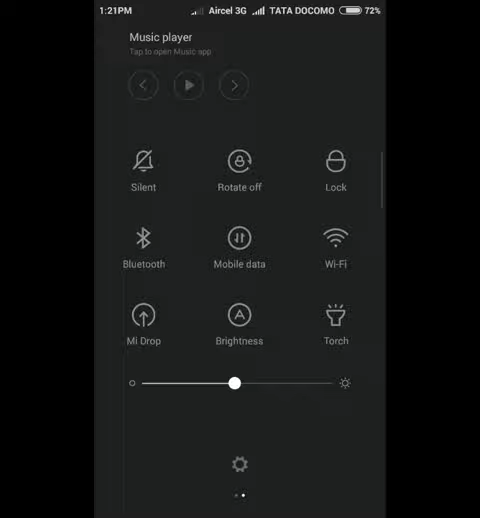 1:21PM Aircel 3G TATA DOCOMO 72%
Music player
Tap to open Music app
Silent Rotate off Lock
Bluetooth Mobile data Wi-Fi
Mi Drop Brightness Torch